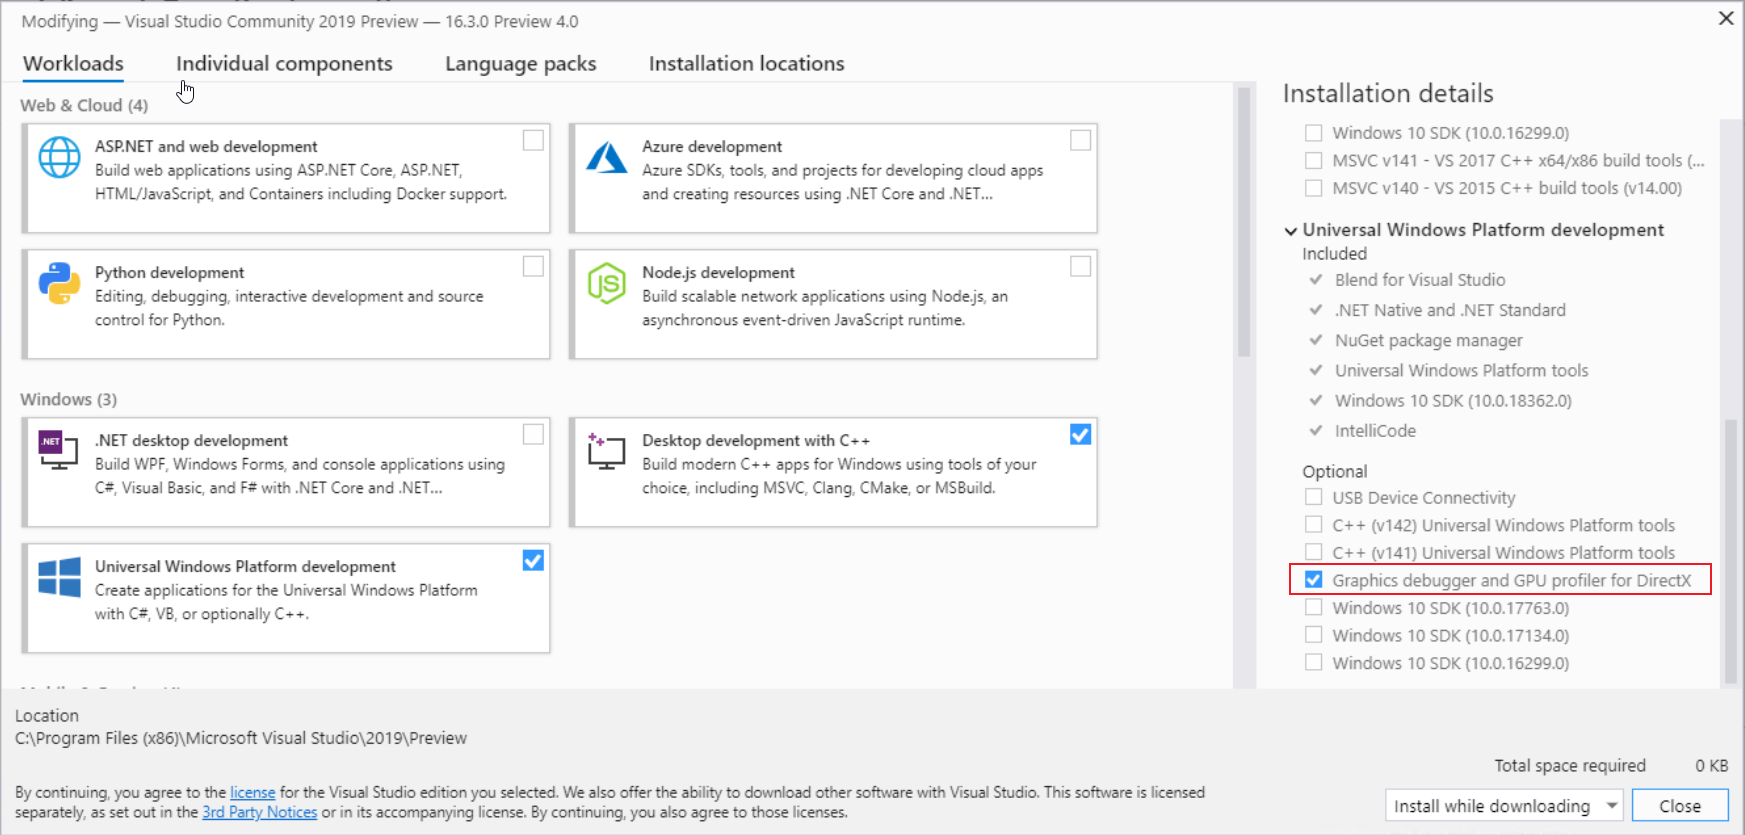 Modifying — Visual Studio Community 2019 Preview — 16.3.0 Preview 4.0
Workloads
Individual components
Language packs
Installation locations
Web & Cloud (4)
ASP.NET and web development
Build web applications using ASP.NET Core, ASP.NET,
HTML/JavaScript, and Containers including Docker support.
Azure development
Azure SDKs, tools, and projects for developing cloud apps
and creating resources using .NET Core and .NET...
Python development
Editing, debugging, interactive development and source
control for Python.
JS
Node.js development
Build scalable network applications using Node.js, an
asynchronous event-driven JavaScript runtime.
Windows (3)
.NET
.NET desktop development
Build WPF, Windows Forms, and console applications using
C#, Visual Basic, and F# with .NET Core and .NET...
Desktop development with C++
Build modern C++ apps for Windows using tools of your
choice, including MSVC, Clang, CMake, or MSBuild.
Universal Windows Platform development
Create applications for the Universal Windows Platform
with C#, VB, or optionally C++.
Installation details
Windows 10 SDK (10.0.16299.0)
MSVC v141 - VS 2017 C++ x64/x86 build tools (...
MSVC v140 - VS 2015 C++ build tools (v14.00)
Universal Windows Platform development
Included
Blend for Visual Studio
.NET Native and .NET Standard
NuGet package manager
Universal Windows Platform tools
Windows 10 SDK (10.0.18362.0)
IntelliCode
Optional
USB Device Connectivity
C++ (v142) Universal Windows Platform tools
C++ (v141) Universal Windows Platform tools
Graphics debugger and GPU profiler for DirectX
Windows 10 SDK (10.0.17763.0)
Windows 10 SDK (10.0.17134.0)
Windows 10 SDK (10.0.16299.0)
Location
C:\Program Files (x86)\Microsoft Visual Studio\2019\Preview
Total space required 0 KB
By continuing, you agree to the license for the Visual Studio edition you selected. We also offer the ability to download other software with Visual Studio. This software is licensed
separately, as set out in the 3rd Party Notices or in its accompanying license. By continuing, you also agree to those licenses.
Install while downloading
Close